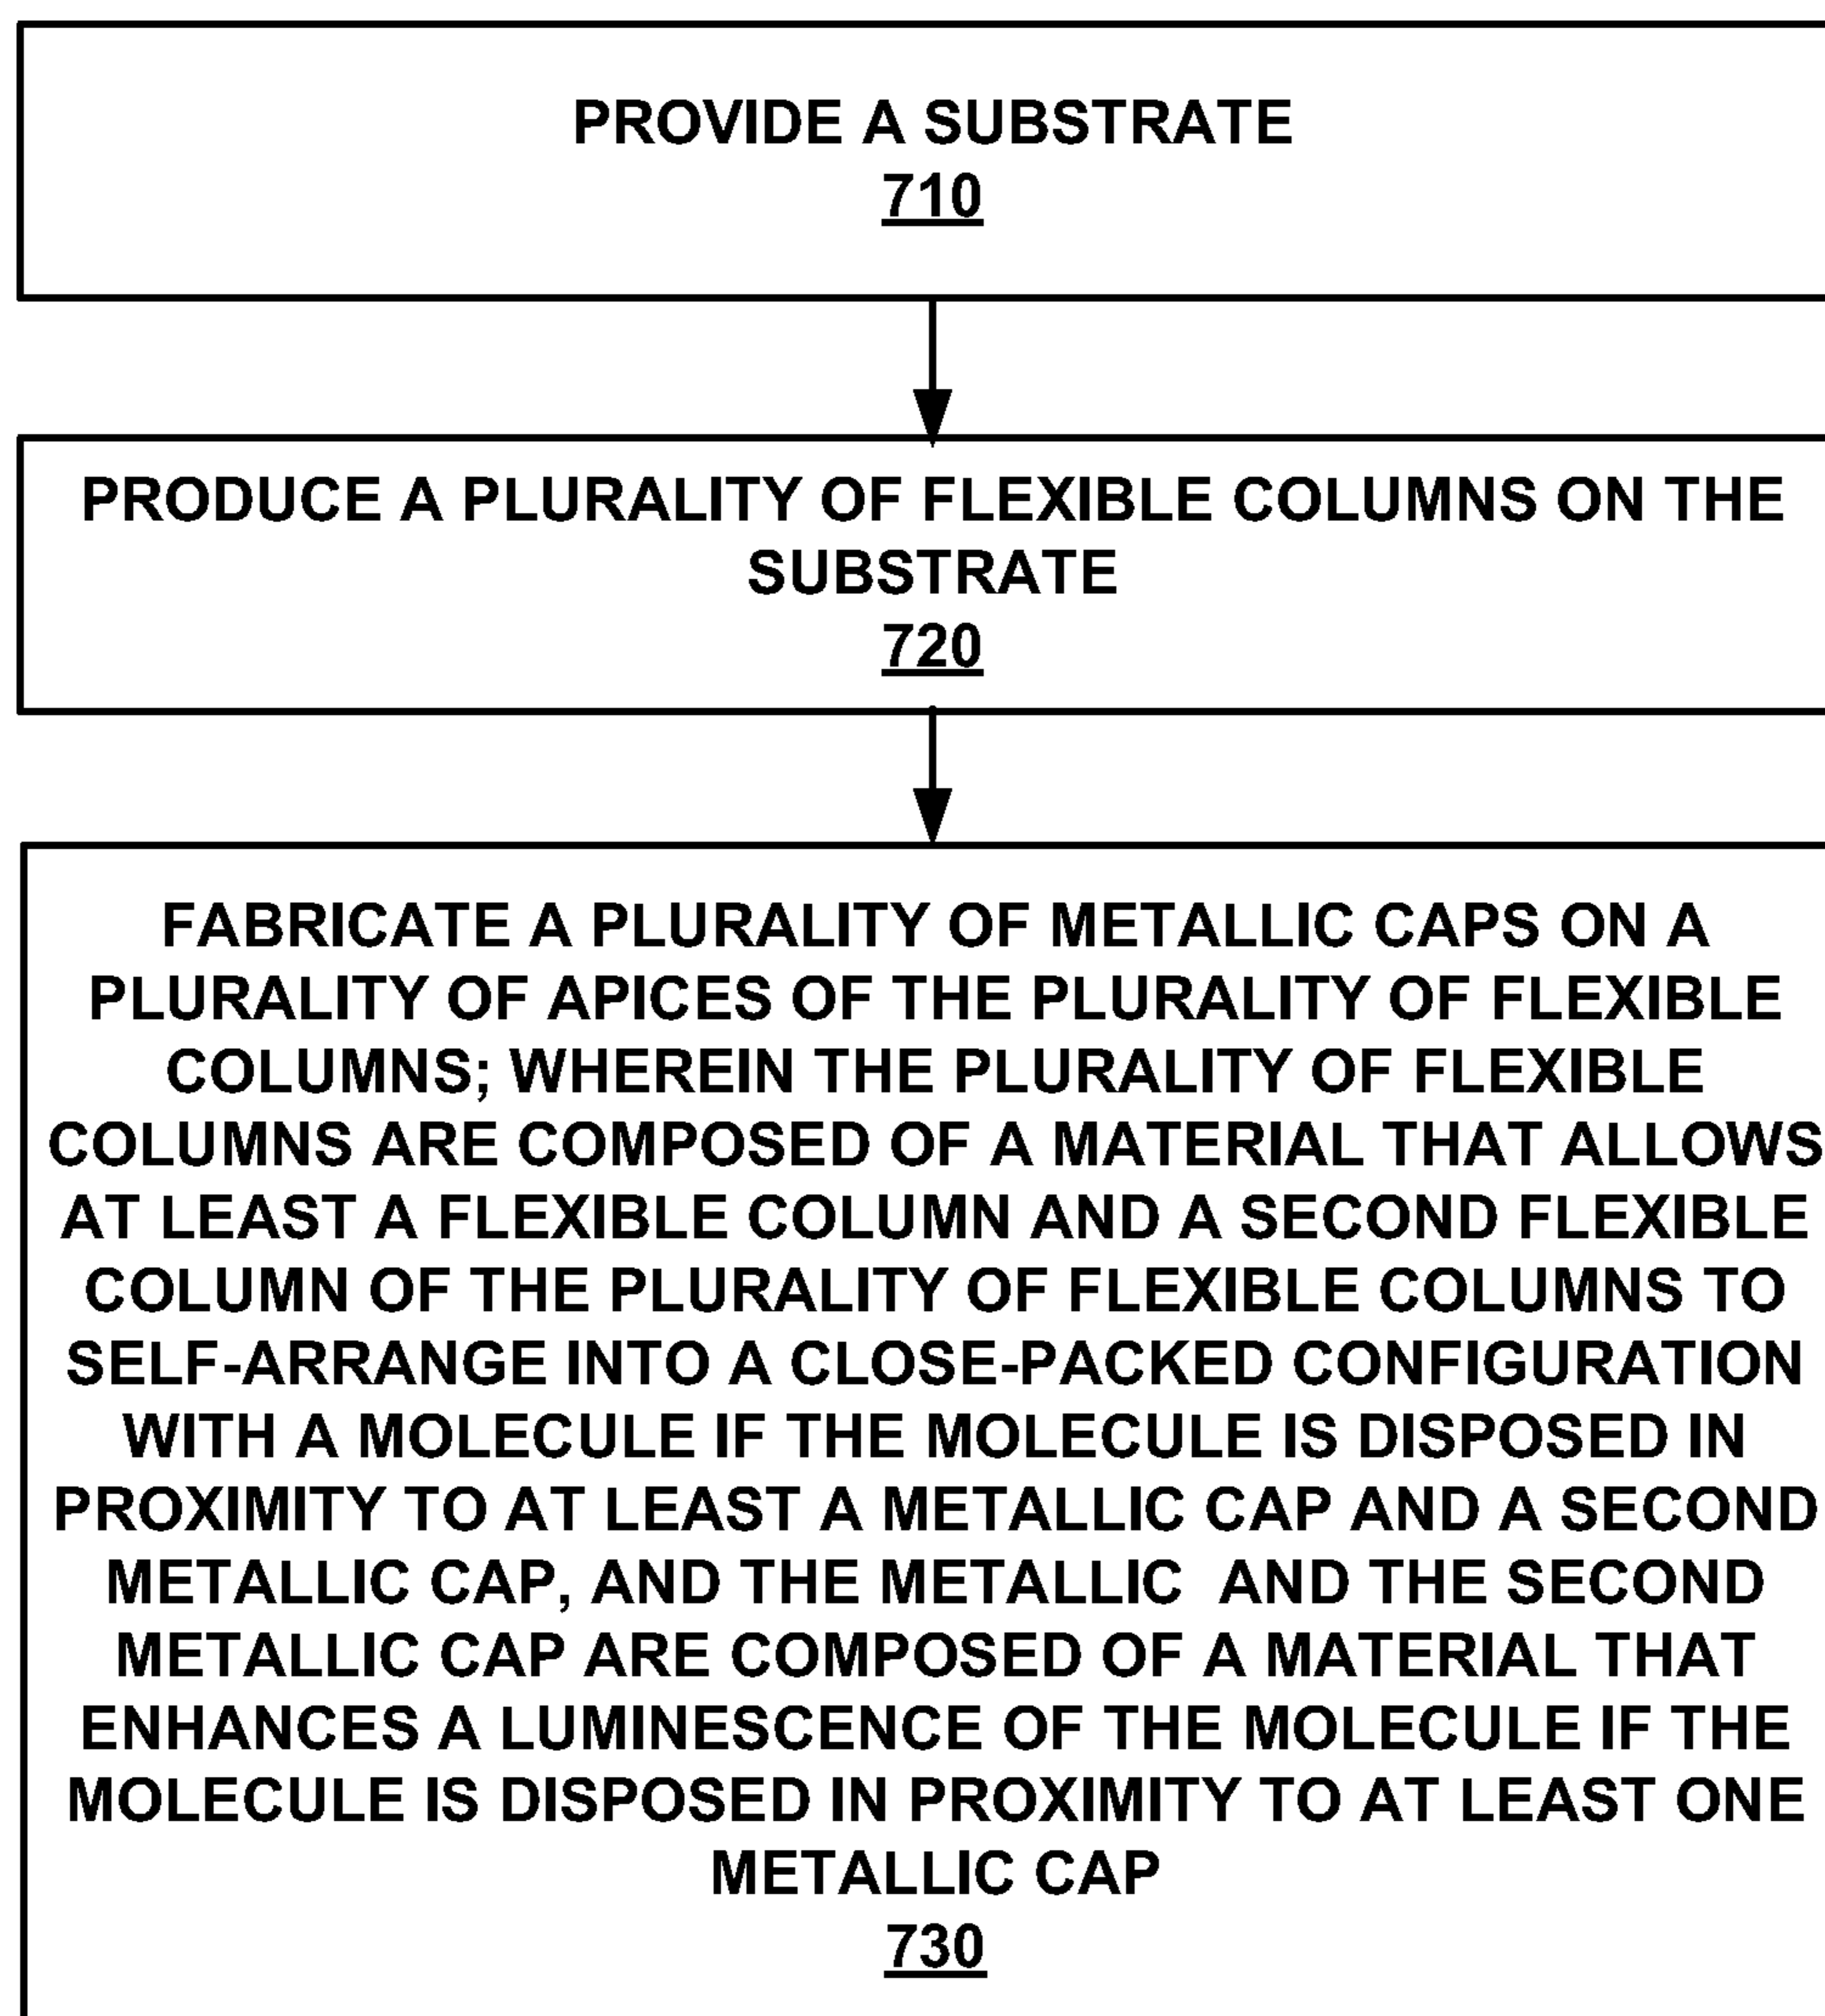 PROVIDE A SUBSTRATE
710
PRODUCE A PLURALITY OF FLEXIBLE COLUMNS ON THE
SUBSTRATE
720
FABRICATE A PLURALITY OF METALLIC CAPS ON A
PLURALITY OF APICES OF THE PLURALITY OF FLEXIBLE
COLUMNS; WHEREIN THE PLURALITY OF FLEXIBLE
COLUMNS ARE COMPOSED OF A MATERIAL THAT ALLOWS
AT LEAST A FLEXIBLE COLUMN AND A SECOND FLEXIBLE
COLUMN OF THE PLURALITY OF FLEXIBLE COLUMNS TO
SELF-ARRANGE INTO A CLOSE-PACKED CONFIGURATION
WITH A MOLECULE IF THE MOLECULE IS DISPOSED IN
PROXIMITY TO AT LEAST A METALLIC CAP AND A SECOND
METALLIC CAP, AND THE METALLIC  AND THE SECOND
METALLIC CAP ARE COMPOSED OF A MATERIAL THAT
ENHANCES A LUMINESCENCE OF THE MOLECULE IF THE
MOLECULE IS DISPOSED IN PROXIMITY TO AT LEAST ONE
METALLIC CAP
730